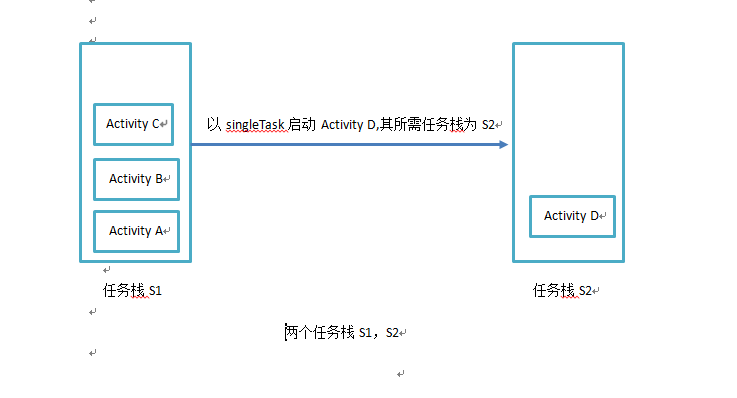 Activity C
以 singleTask 启动 Activity D,其所需任务栈为 S2
Activity B
Activity A
Activity D
任务栈 S1
任务栈 S2
两个任务栈 S1，S2